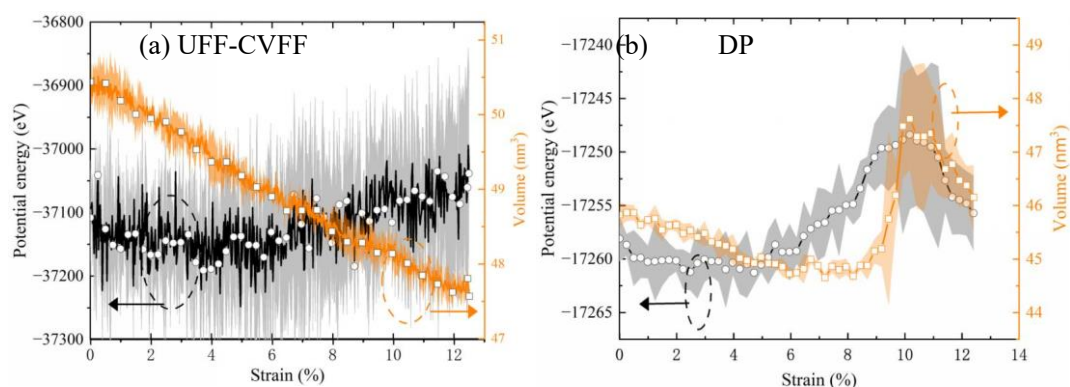 (a) UFF-CVFF
Potential energy (eV)
−36800
−36900
−37000
−37100
−37200
−37300
0 2 4 6 8 10 12
Strain (%)
51
50
49
48
47
Volume (nm³)
(b) DP
Potential energy (eV)
−17240
−17245
−17250
−17255
−17260
−17265
0 2 4 6 8 10 12 14
Strain (%)
49
48
47
46
45
44
43
Volume (nm³)